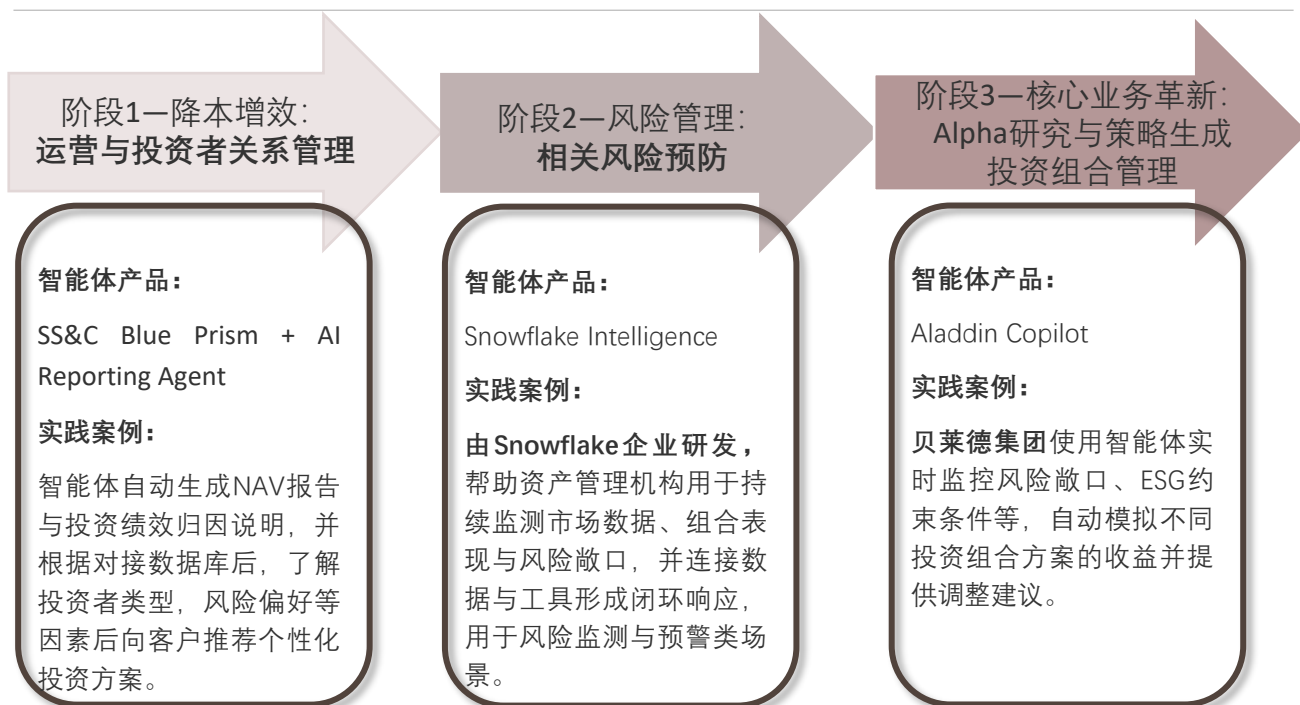 阶段1—降本增效：
运营与投资者关系管理
智能体产品：
SS&C Blue Prism + AI
Reporting Agent
实践案例：
智能体自动生成NAV报告
与投资绩效归因说明，并
根据对接数据库后，了解
投资者类型，风险偏好等
因素后向客户推荐个性化
投资方案。
阶段2—风险管理：
相关风险预防
智能体产品：
Snowflake Intelligence
实践案例：
由Snowflake企业研发，
帮助资产管理机构用于持
续监测市场数据、组合表
现与风险敞口，并连接数
据与工具形成闭环响应，
用于风险监测与预警类场
景。
阶段3—核心业务革新：
Alpha研究与策略生成
投资组合管理
智能体产品：
Aladdin Copilot
实践案例：
贝莱德集团使用智能体实
时监控风险敞口、ESG约
束条件等，自动模拟不同
投资组合方案的收益并提
供调整建议。